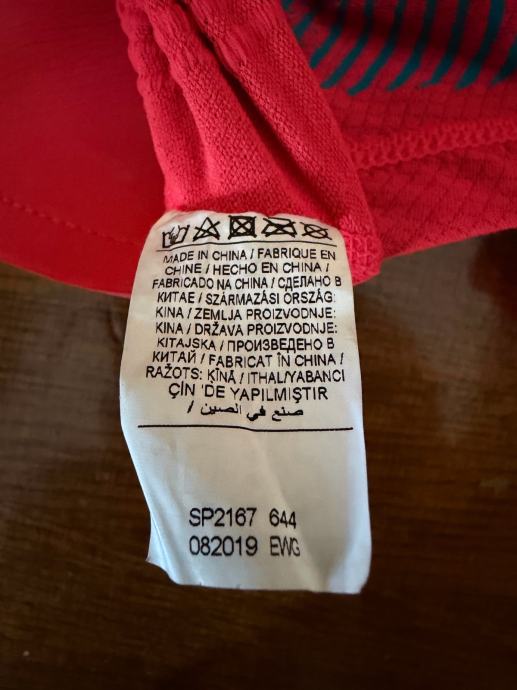 MADE IN CHINA / FABRIQUE EN
CHINE / HECHO EN CHINA /
FABRICADO NA CHINA / СДЕЛАНО В
КИТАЕ / SZÁRMAZÁSI ORSZÁG:
KINA / ZEMLJA PROIZVODNJE:
KINA / DRŽAVA PROIZVODNJE:
KITAJSKA / ПРОИЗВЕДЕНО В
КИТАЙ / FABRICAT ÎN CHINA /
RAŽOTS: ĶĪNĀ / ITHAL/YABANCI
ÇİN 'DE YAPILMIŞTIR
صنع في الصين /
SP2167 644
082019 EWG